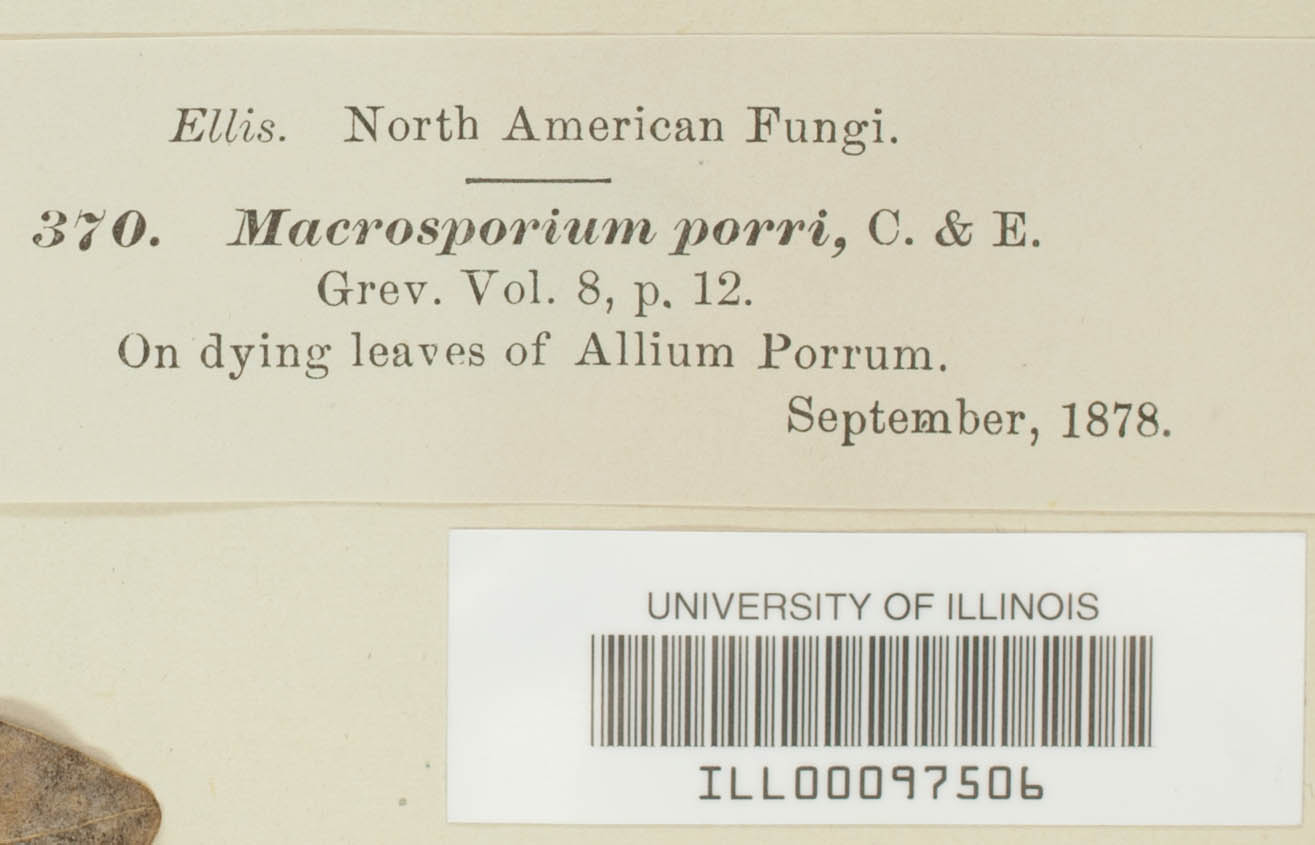 Ellis. North American Fungi.
370. Macrosporium porri, C. & E.
Grev. Vol. 8, p. 12.
On dying leaves of Allium Porrum.
September, 1878.
UNIVERSITY OF ILLINOIS
ILL00097506